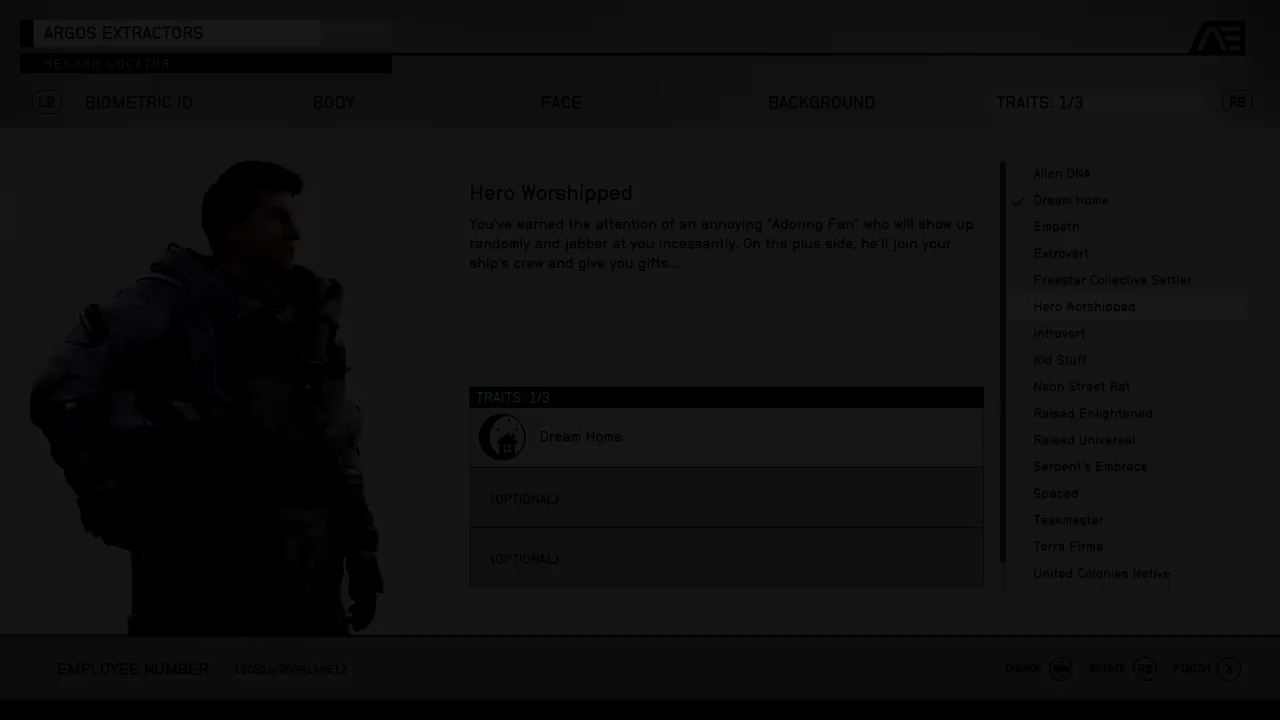 ARGOS EXTRACTORS
RECORD LOCATOR
AE
LB BIOMETRIC ID BODY FACE BACKGROUND TRAITS: 1/3 RB
Hero Worshipped
You've earned the attention of an annoying "Adoring Fan" who will show up
randomly and jabber at you incessantly. On the plus side, he'll join your
ship's crew and give you gifts...
TRAITS: 1/3
Dream Home
(OPTIONAL)
(OPTIONAL)
Alien DNA
Dream Home
Empath
Extrovert
Freestar Collective Settler
Hero Worshipped
Introvert
Kid Stuff
Neon Street Rat
Raised Enlightened
Raised Universal
Serpent's Embrace
Spaced
Taskmaster
Terra Firma
United Colonies Native
EMPLOYEE NUMBER
CHANGE ROTATE RS FINISH X